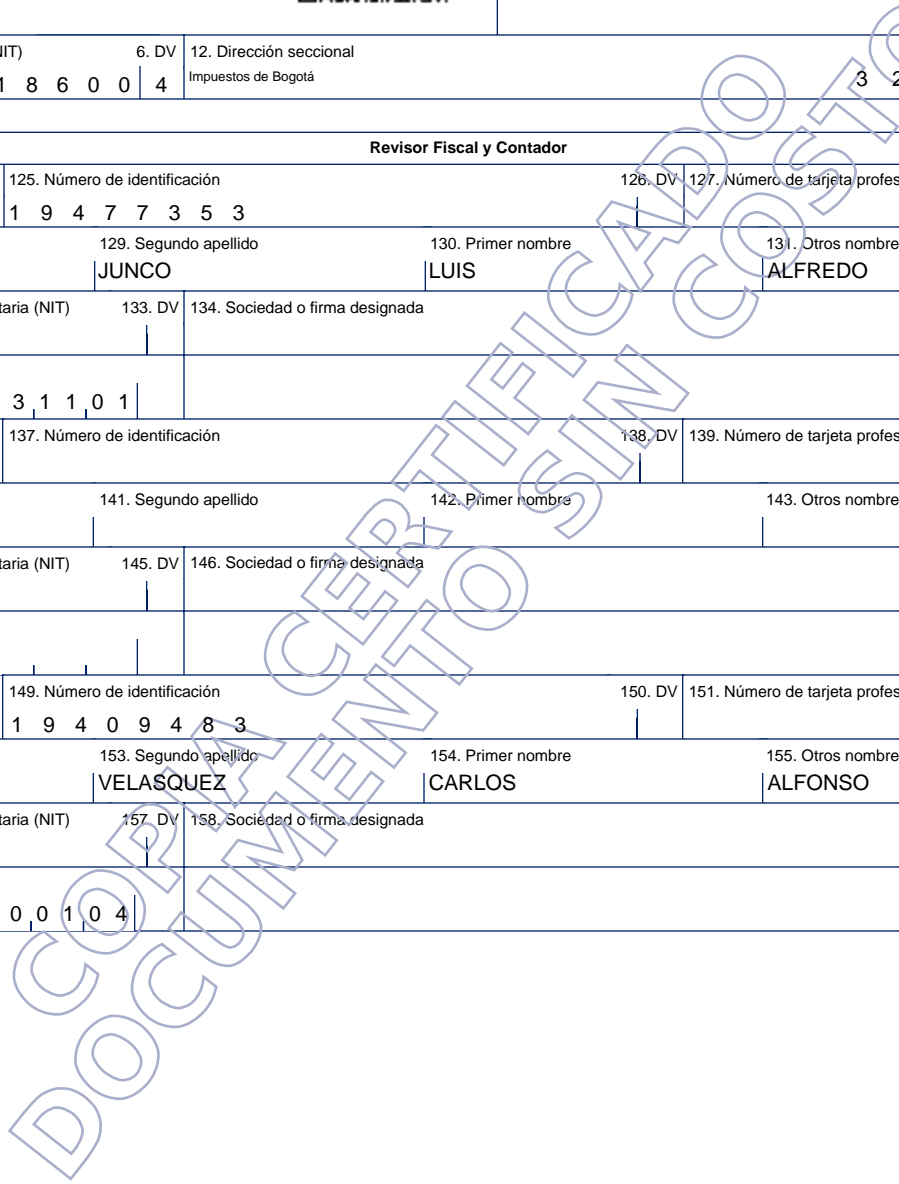 NIT) 6. DV 12. Dirección seccional
1 8 6 0 0 4 Impuestos de Bogotá 3 2
Revisor Fiscal y Contador
125. Número de identificación 126. DV 127. Número de tarjeta profes
1 9 4 7 7 3 5 3
129. Segundo apellido 130. Primer nombre 131. Otros nombre
JUNCO LUIS ALFREDO
taria (NIT) 133. DV 134. Sociedad o firma designada
3 1 1 0 1
137. Número de identificación 138. DV 139. Número de tarjeta profes
141. Segundo apellido 142. Primer nombre 143. Otros nombre
taria (NIT) 145. DV 146. Sociedad o firma designada
149. Número de identificación 150. DV 151. Número de tarjeta profes
1 9 4 0 9 4 8 3
153. Segundo apellido 154. Primer nombre 155. Otros nombre
VELASQUEZ CARLOS ALFONSO
taria (NIT) 157. DV 158. Sociedad o firma designada
0 0 1 0 4
COPIA CERTIFICADO
DOCUMENTO SIN COSTO